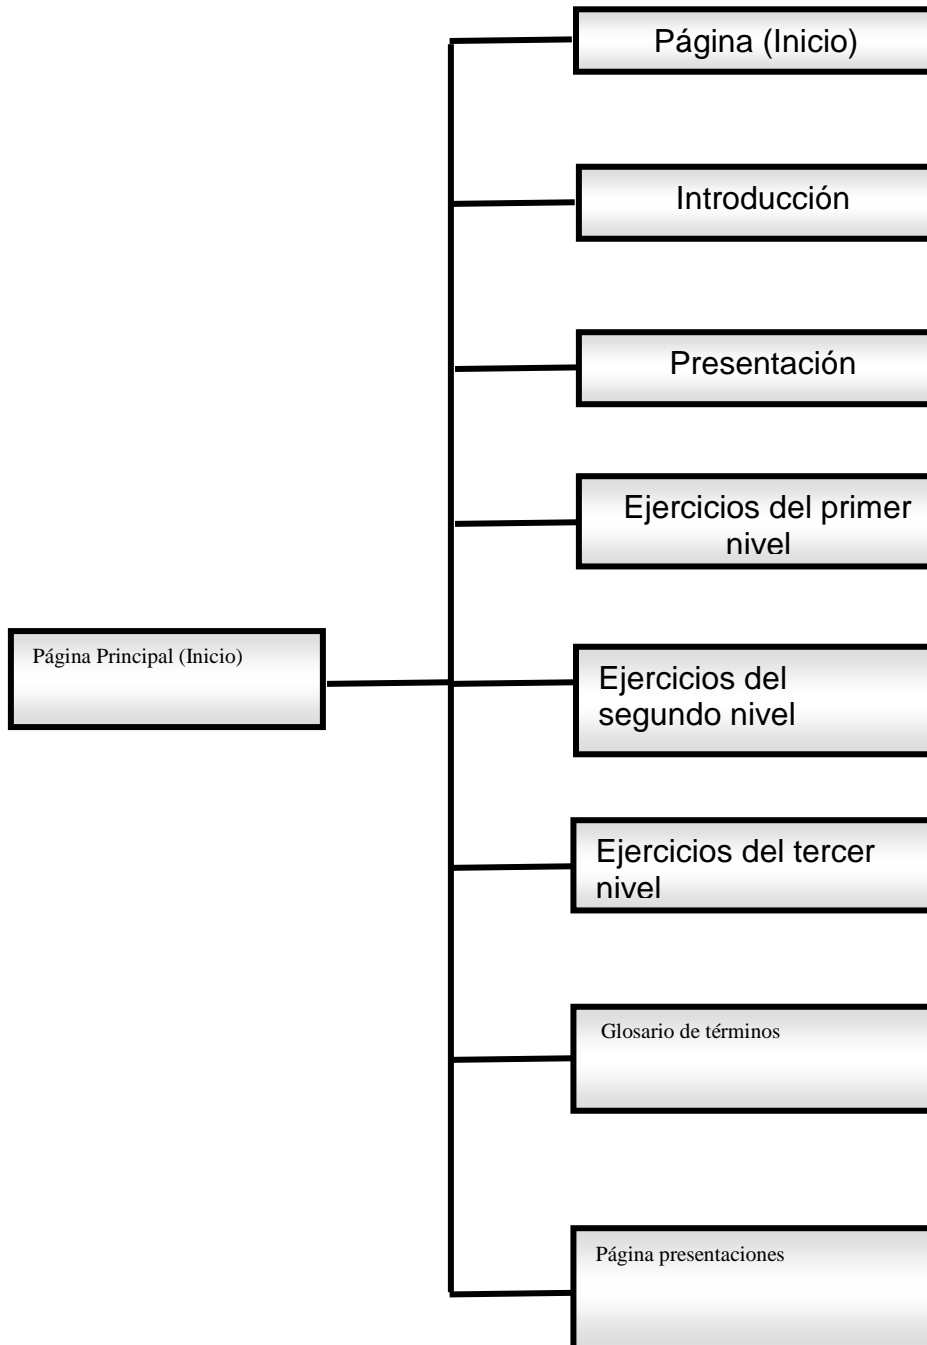 Página (Inicio)
Introducción
Presentación
Ejercicios del primer
nivel
Página Principal (Inicio)
Ejercicios del
segundo nivel
Ejercicios del tercer
nivel
Glosario de términos
Página presentaciones